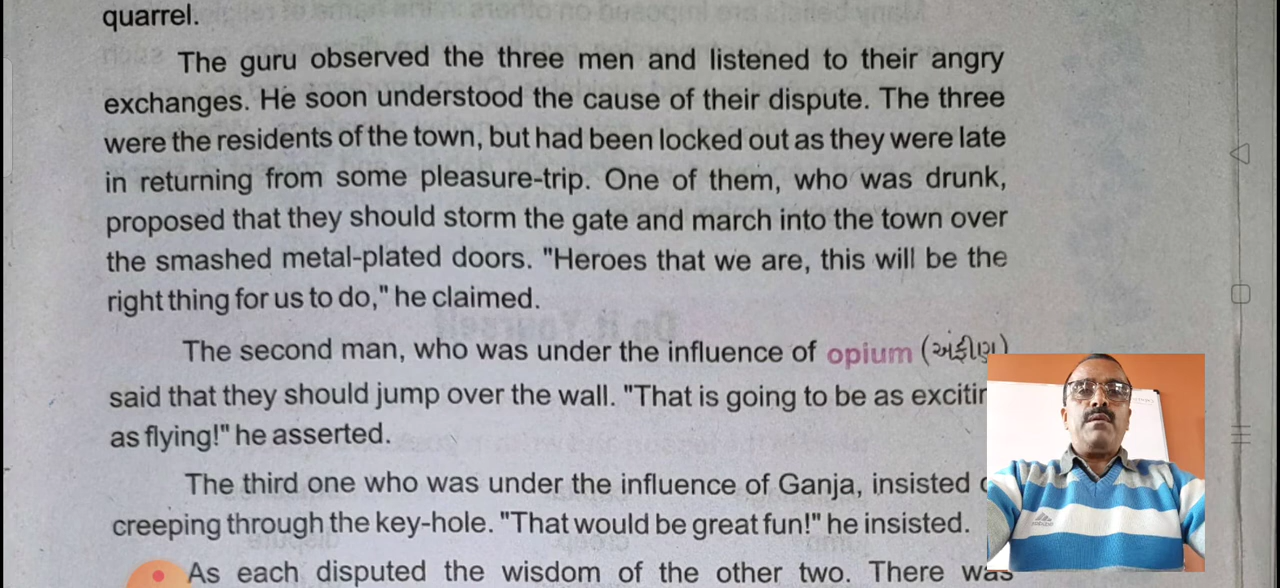 quarrel.
The guru observed the three men and listened to their angry
exchanges. He soon understood the cause of their dispute. The three
were the residents of the town, but had been locked out as they were late
in returning from some pleasure-trip. One of them, who was drunk,
proposed that they should storm the gate and march into the town over
the smashed metal-plated doors. "Heroes that we are, this will be the
right thing for us to do," he claimed.
The second man, who was under the influence of opium (અફીણ)
said that they should jump over the wall. "That is going to be as
as flying!" he asserted.
The third one who was under the influence of Ganja, insisted
creeping through the key-hole. "That would be great fun!" he insisted.
As each disputed the wisdom of the other two. There was